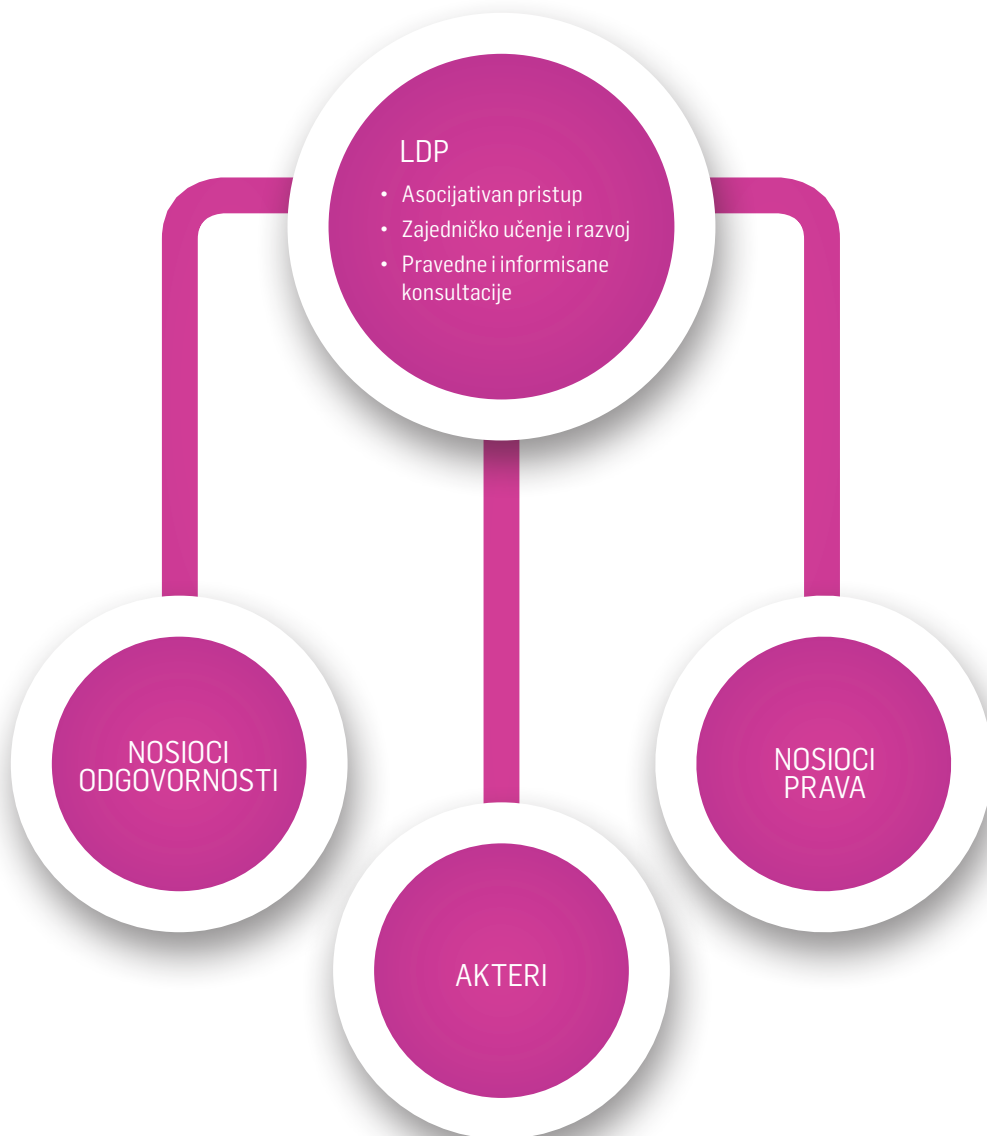 LDP
• Asocijativan pristup
• Zajedničko učenje i razvoj
• Pravedne i informisane
konsultacije
NOSIOCI
ODGOVORNOSTI
NOSIOCI
PRAVA
AKTERI